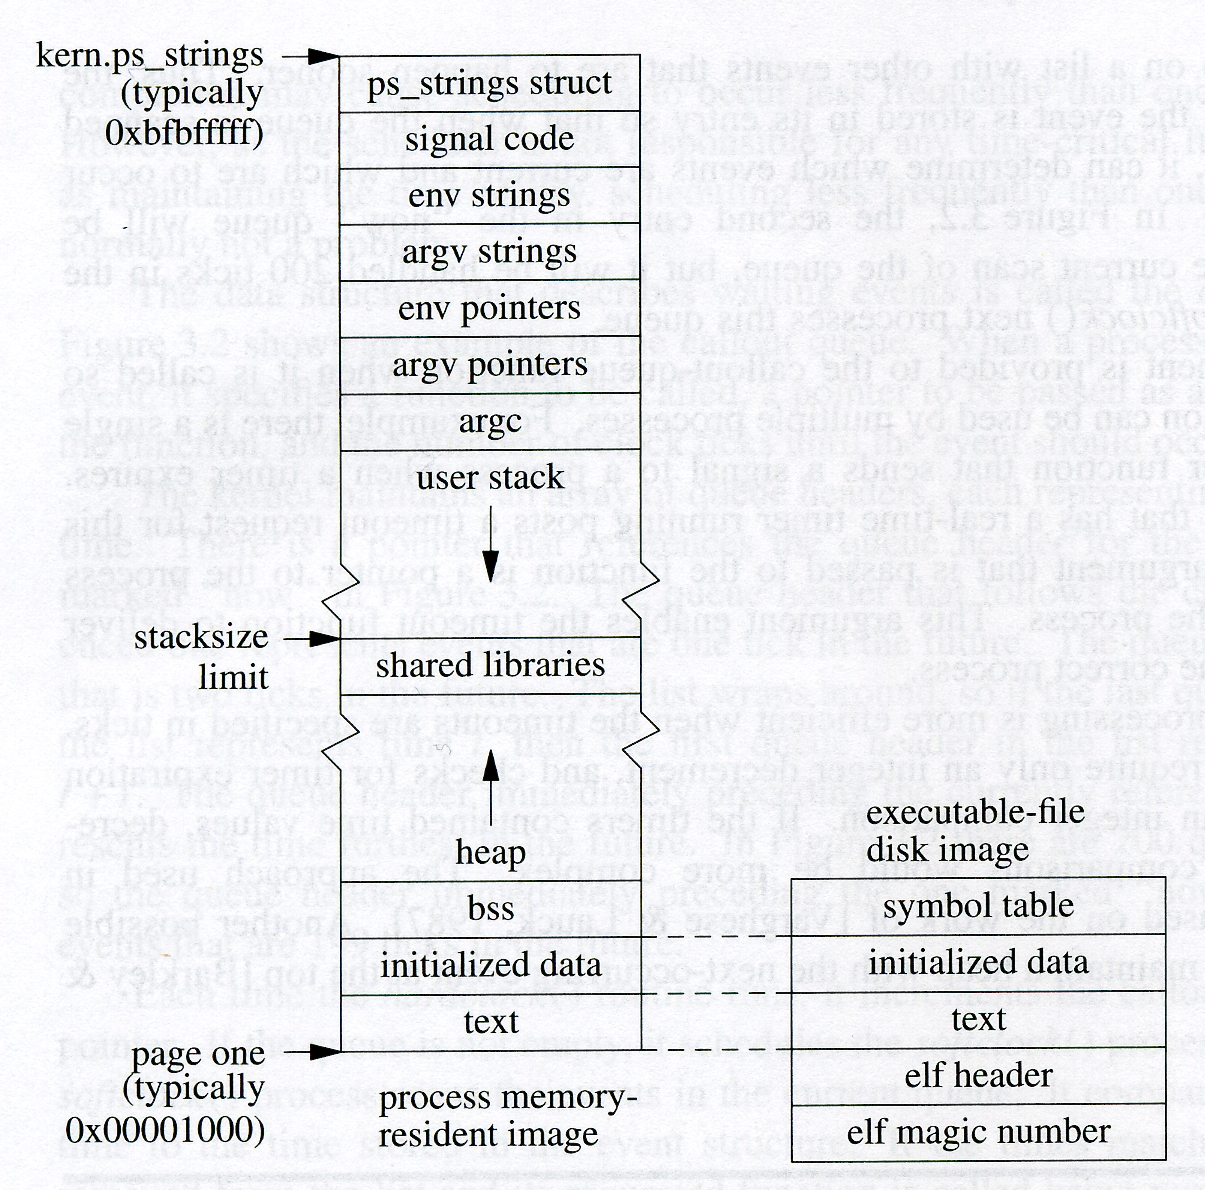 kern.ps_strings
(typically
0xbfbfffff)
ps_strings struct
signal code
env strings
argv strings
env pointers
argv pointers
argc
user stack
stacksize
limit
shared libraries
heap
bss
initialized data
text
page one
(typically
0x00001000)
process memory-
resident image
executable-file
disk image
symbol table
initialized data
text
elf header
elf magic number